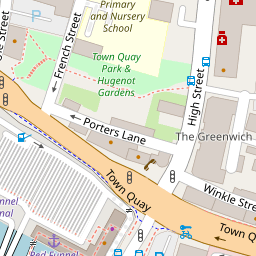 Primary
and Nursery
School
French Street
Town Quay
Park &
Hugenot
Gardens
High Street
Porters Lane
The Greenwich
Winkle Stre
Town Quay
Town Q
Red Funnel